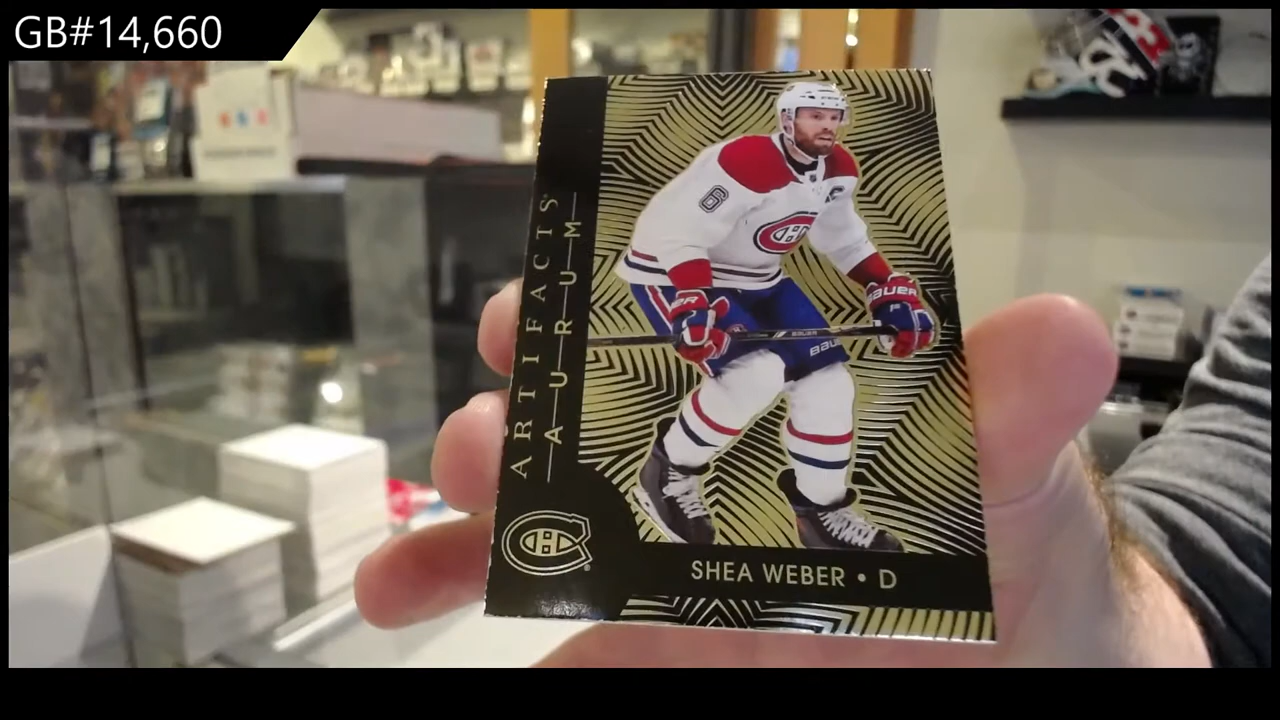 GB#14,660
ARTIFACTS
AURUM
6
C
BAUER
BAUER
SHEA WEBER • D